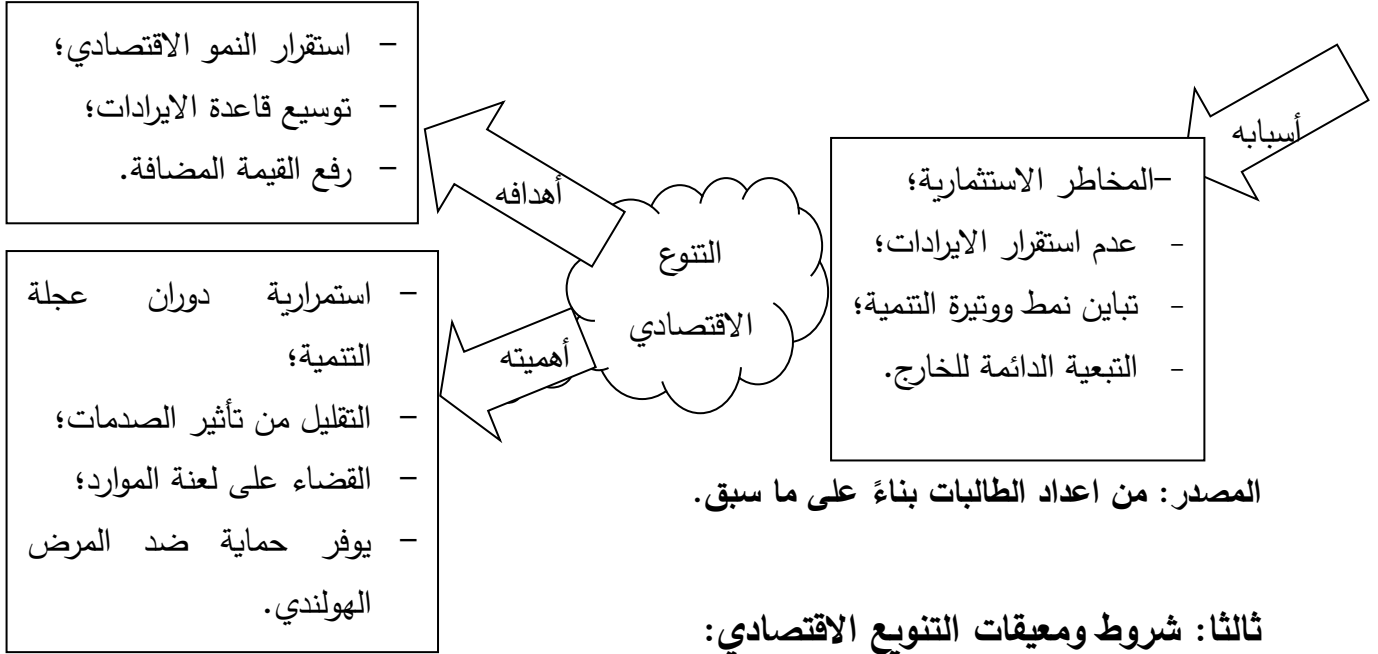 أسبابه
-المخاطر الاستثمارية؛
- عدم استقرار الايرادات؛
- تباين نمط ووتيرة التنمية؛
- التبعية الدائمة للخارج.
التنوع
الاقتصادي
أهدافه
- استقرار النمو الاقتصادي؛
- توسيع قاعدة الايرادات؛
- رفع القيمة المضافة.
أهميته
- استمرارية دوران عجلة
التنمية؛
- التقليل من تأثير الصدمات؛
- القضاء على لعنة الموارد؛
- يوفر حماية ضد المرض
الهولندي.
المصدر: من اعداد الطالبات بناءً على ما سبق.
ثالثا: شروط ومعيقات التنويع الاقتصادي: